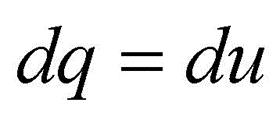 dq = du